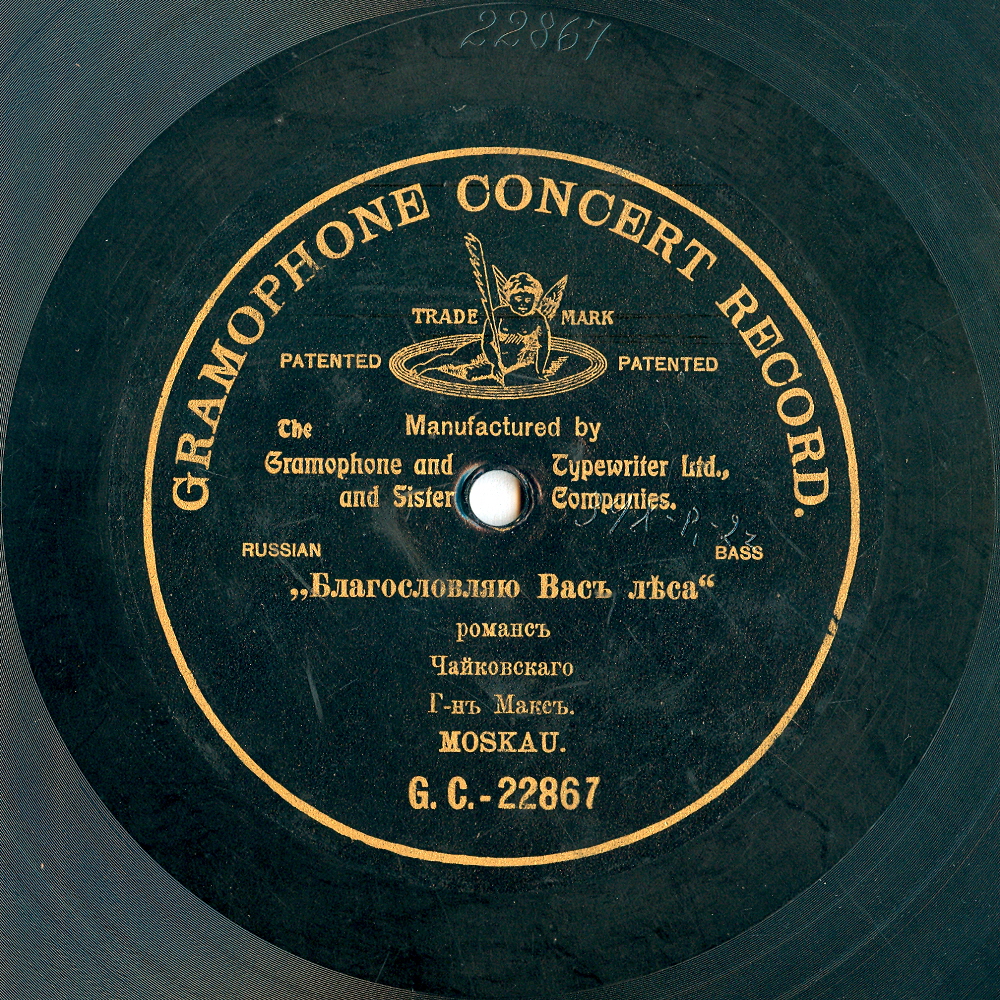 22867
GRAMOPHONE CONCERT RECORD.
TRADE MARK
PATENTED PATENTED
The Manufactured by
Gramophone and Typewriter Ltd.,
and Sister Companies.
RUSSIAN BASS
„Благословляю Васъ лѣса“
романсъ
Чайковскаго
Г-нъ Максъ.
MOSKAU.
G. C.-22867